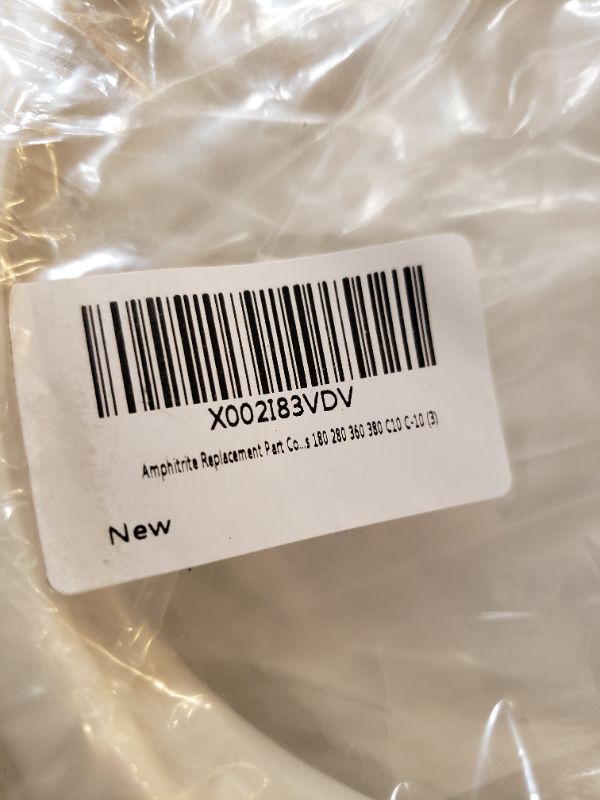 X002I83VDV
Amphitrite Replacement Part Co...s 180 280 360 380 C10 C-10 (3)
New